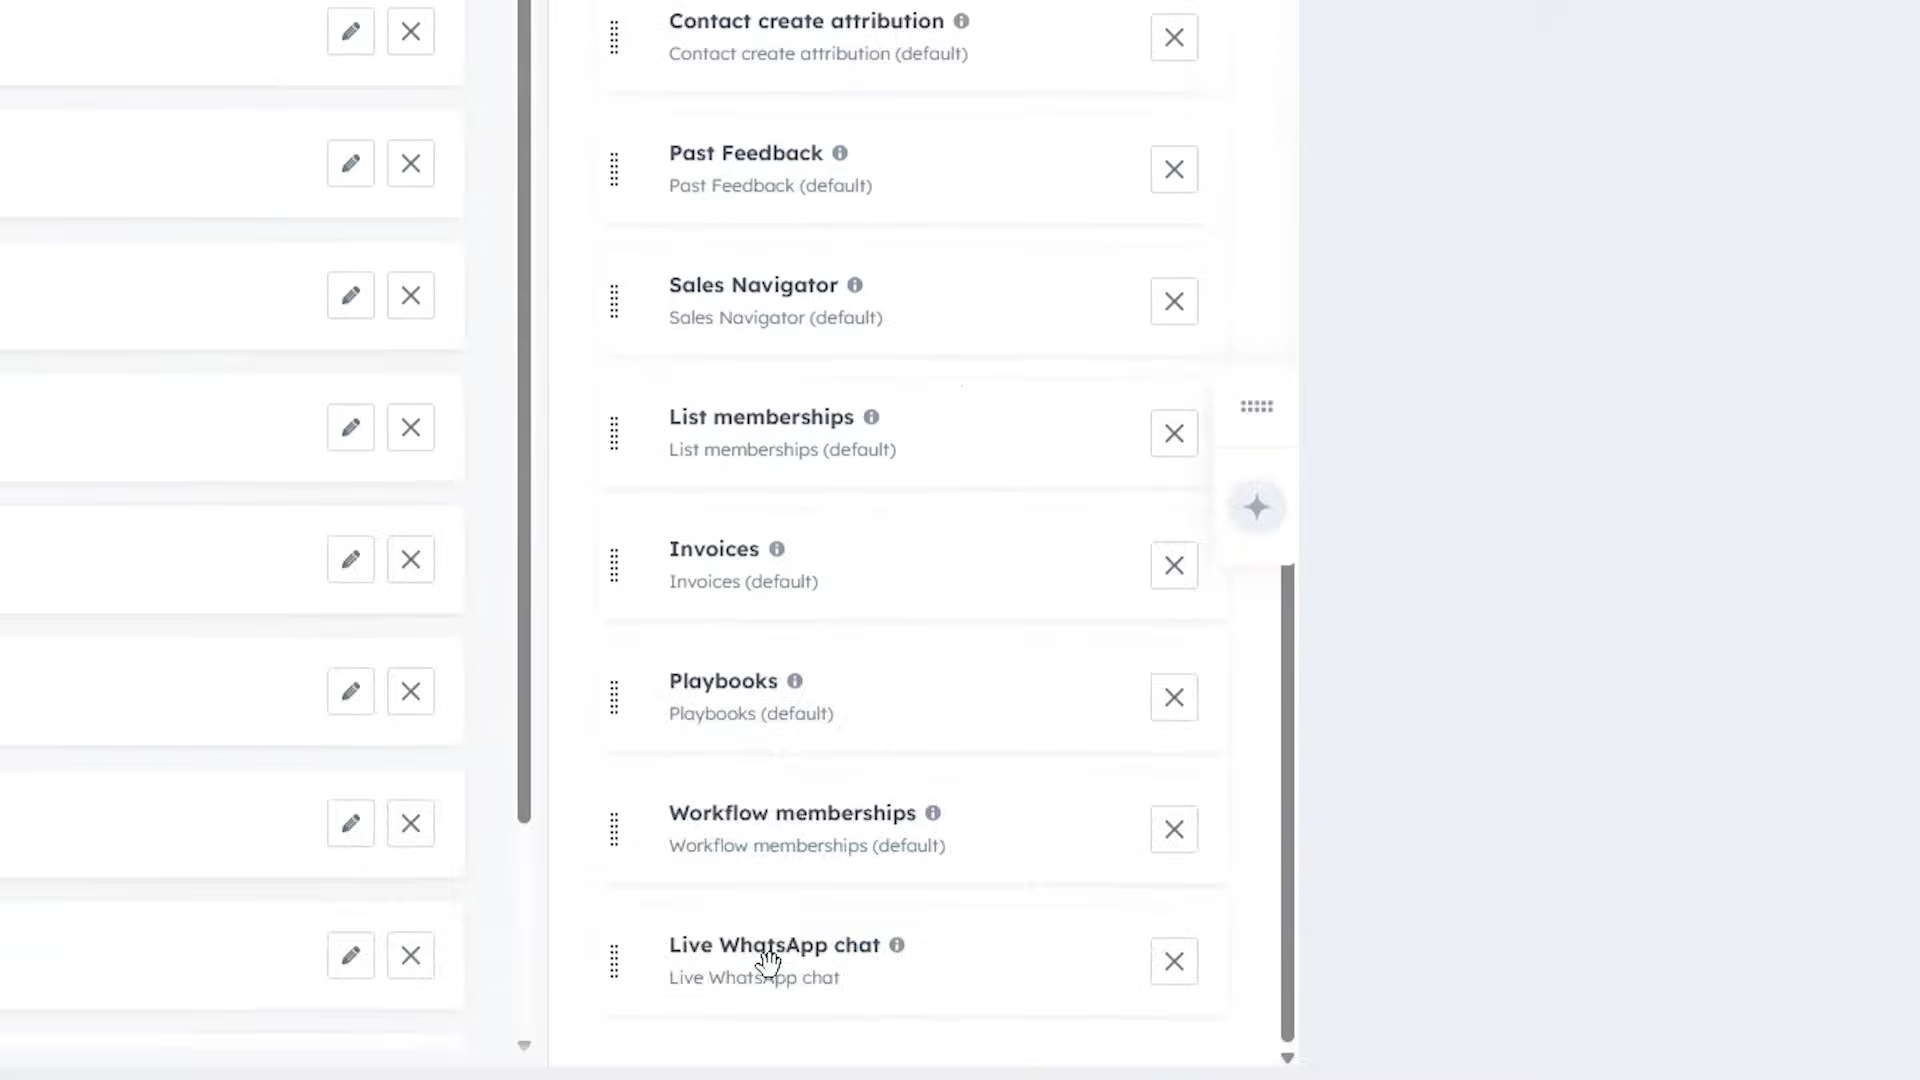 Contact create attribution
Contact create attribution (default)
Past Feedback
Past Feedback (default)
Sales Navigator
Sales Navigator (default)
List memberships
List memberships (default)
Invoices
Invoices (default)
Playbooks
Playbooks (default)
Workflow memberships
Workflow memberships (default)
Live WhatsApp chat
Live WhatsApp chat